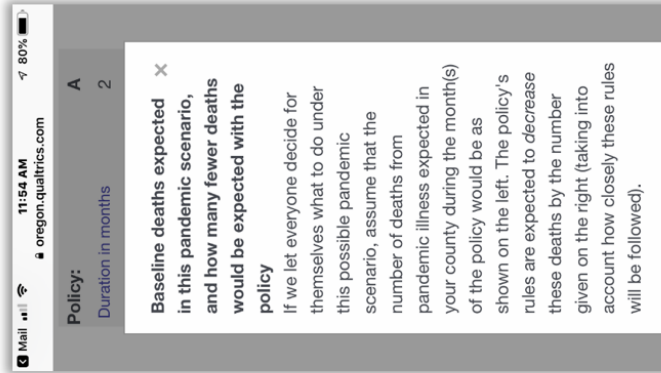 Mail 11:54 AM 80%
oregon.qualtrics.com
Policy: A
Duration in months 2
Baseline deaths expected ×
in this pandemic scenario,
and how many fewer deaths
would be expected with the
policy
If we let everyone decide for
themselves what to do under
this possible pandemic
scenario, assume that the
number of deaths from
pandemic illness expected in
your county during the month(s)
of the policy would be as
shown on the left. The policy's
rules are expected to decrease
these deaths by the number
given on the right (taking into
account how closely these rules
will be followed).